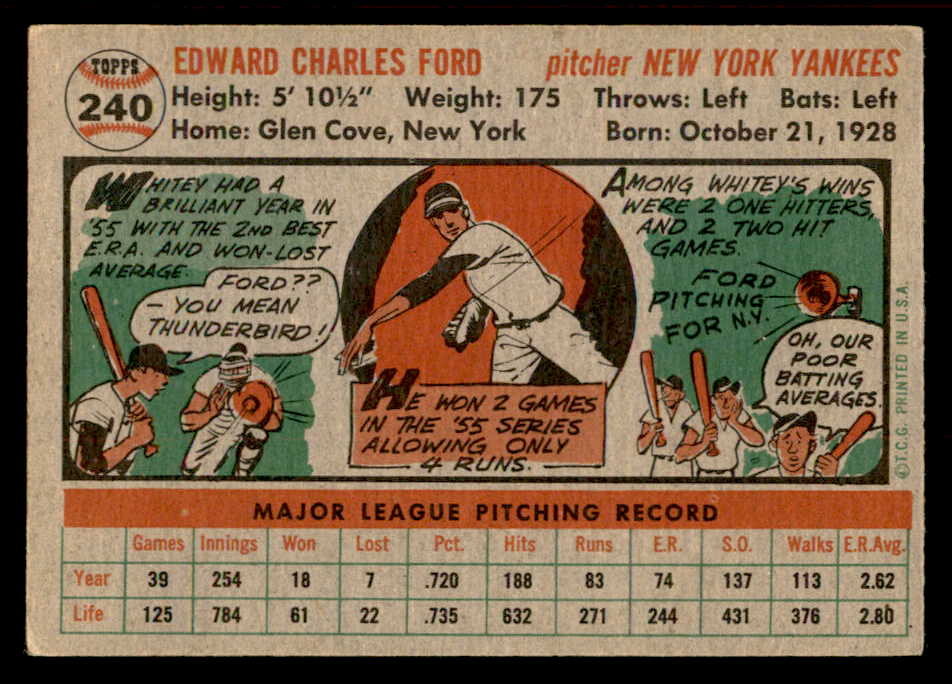 TOPPS
240
EDWARD CHARLES FORD pitcher NEW YORK YANKEES
Height: 5' 10½" Weight: 175 Throws: Left Bats: Left
Home: Glen Cove, New York Born: October 21, 1928
WHITEY HAD A
BRILLIANT YEAR IN
'55 WITH THE 2ND BEST
E.R.A. AND WON-LOST
AVERAGE.
FORD??
- YOU MEAN
THUNDERBIRD!
HE WON 2 GAMES
IN THE '55 SERIES
ALLOWING ONLY
4 RUNS.
AMONG WHITEY'S WINS
WERE 2 ONE HITTERS,
AND 2 TWO HIT
GAMES.
FORD
PITCHING
FOR N.Y.
OH, OUR
POOR
BATTING
AVERAGES.
©T.C.G. PRINTED IN U.S.A.
MAJOR LEAGUE PITCHING RECORD
Games Innings Won Lost Pct. Hits Runs E.R. S.O. Walks E.R.Avg.
Year 39 254 18 7 .720 188 83 74 137 113 2.62
Life 125 784 61 22 .735 632 271 244 431 376 2.80